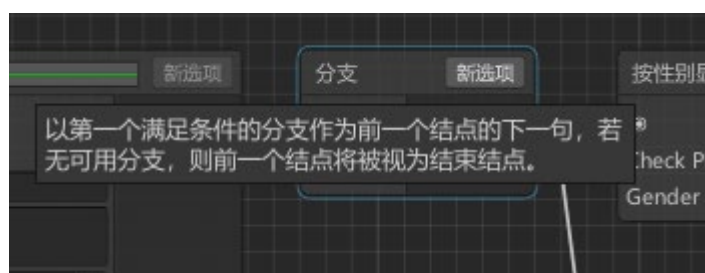 新选项
分支
新选项
按性别显
以第一个满足条件的分支作为前一个结点的下一句，若
无可用分支，则前一个结点将被视为结束结点。
Check P
Gender